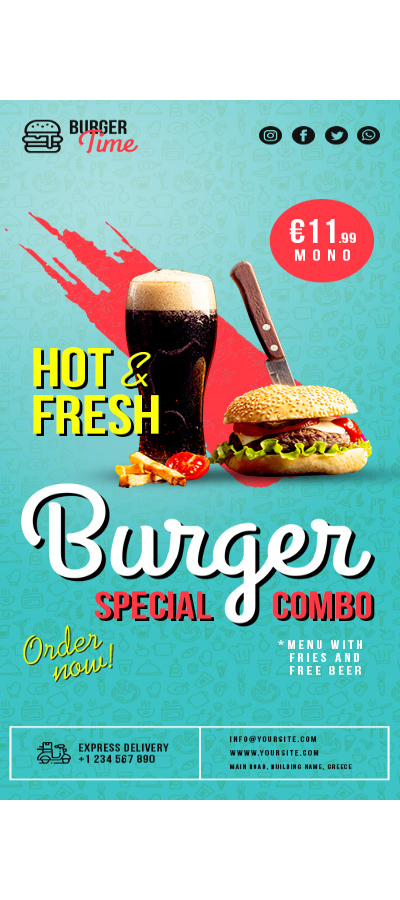 BURGER
Time
€11.99
MONO
HOT &
FRESH
Burger
SPECIAL COMBO
Order
now!
*MENU WITH
FRIES AND
FREE BEER
EXPRESS DELIVERY
+1 234 567 890
INFO@YOURSITE.COM
WWW.YOURSITE.COM
MAIN ROAD, BUILDING NAME, GREECE